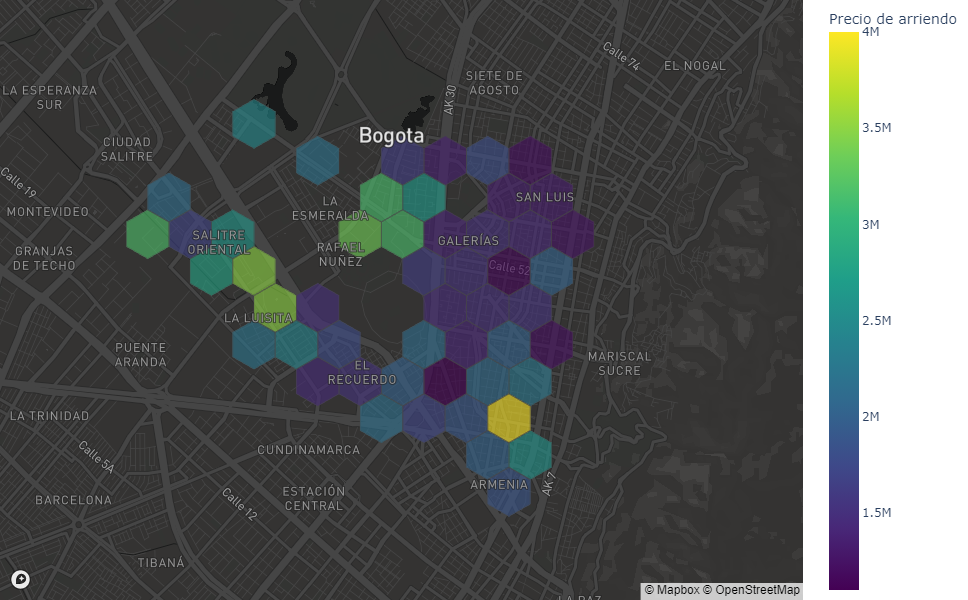 Precio de arriendo
4M
3.5M
3M
2.5M
2M
1.5M
Calle 74
EL NOGAL
SIETE DE
AGOSTO
LA ESPERANZA
SUR
AK 30
Bogota
CIUDAD
SALITRE
Calle 19
MONTEVIDEO
LA
ESMERALDA
SAN LUIS
SALITRE
ORIENTAL
RAFAEL
NUÑEZ
GALERÍAS
GRANJAS
DE TECHO
Calle 52
LA LUISITA
PUENTE
ARANDA
MARISCAL
SUCRE
EL
RECUERDO
LA TRINIDAD
CUNDINAMARCA
Calle 5A
ARMENIA
AK 7
ESTACIÓN
CENTRAL
BARCELONA
Calle 12
TIBANÁ
LA PAZ
© Mapbox © OpenStreetMap